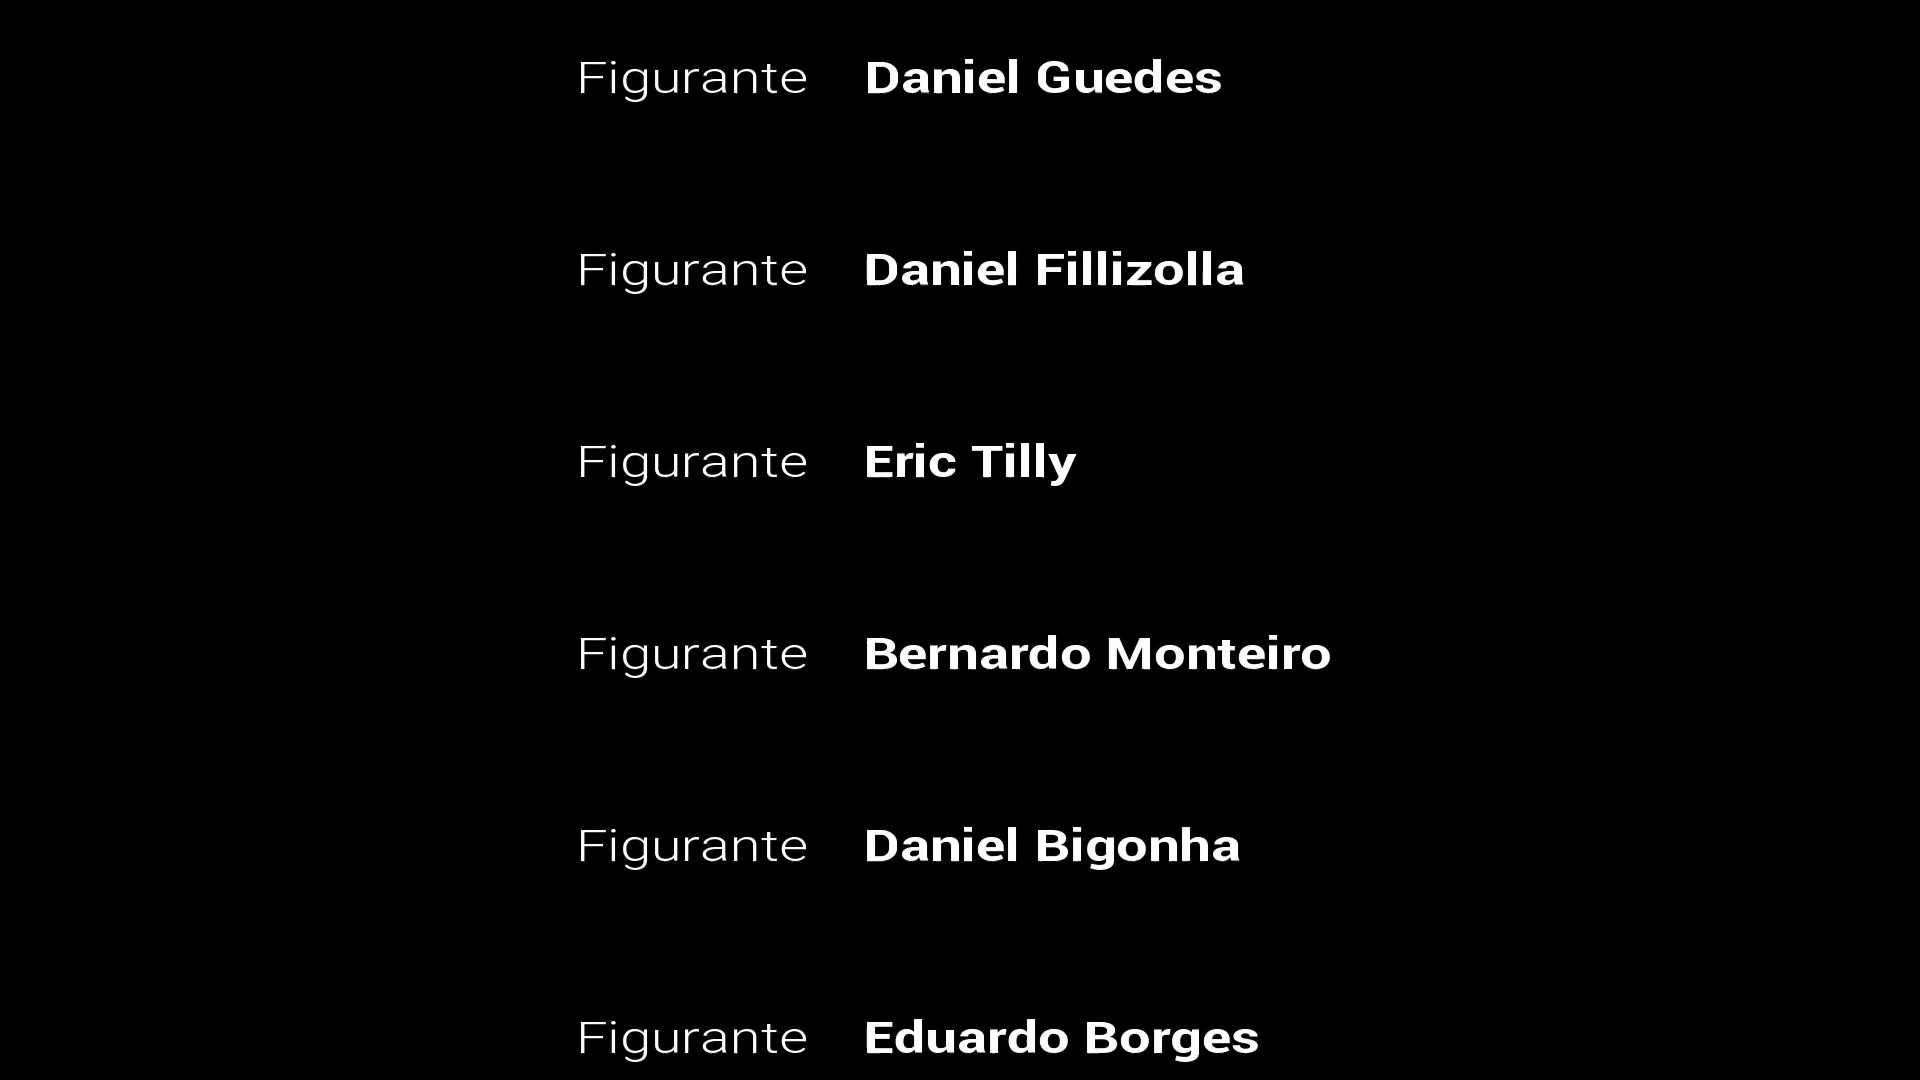 Figurante Daniel Guedes
Figurante Daniel Fillizolla
Figurante Eric Tilly
Figurante Bernardo Monteiro
Figurante Daniel Bigonha
Figurante Eduardo Borges